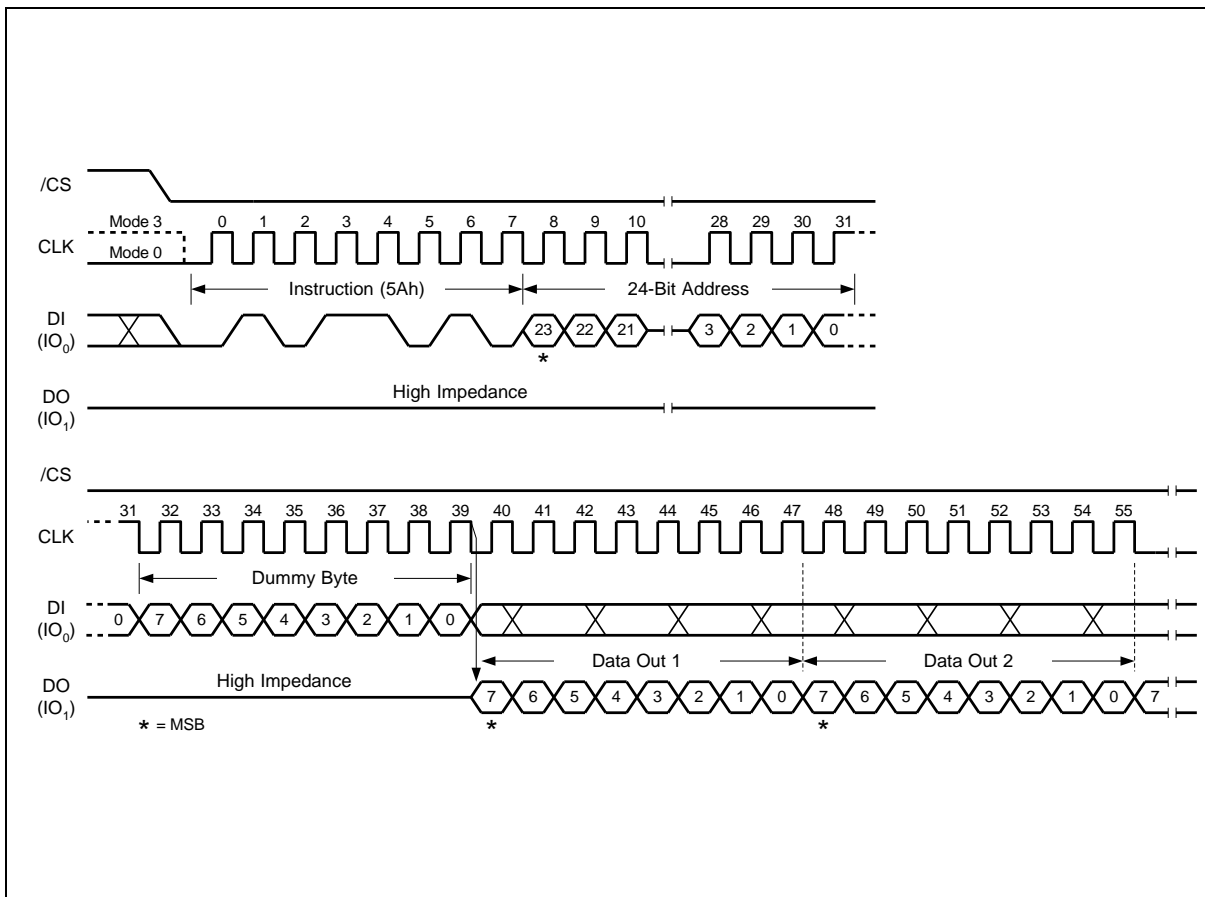 /CS
Mode 3 0 1 2 3 4 5 6 7 8 9 10 28 29 30 31
CLK
Mode 0
Instruction (5Ah) 24-Bit Address
DI
(IO0) 23 22 21 3 2 1 0
*
High Impedance
DO
(IO1)
/CS
31 32 33 34 35 36 37 38 39 40 41 42 43 44 45 46 47 48 49 50 51 52 53 54 55
CLK
Dummy Byte
DI
(IO0) 0 7 6 5 4 3 2 1 0
Data Out 1 Data Out 2
High Impedance
DO
(IO1) 7 6 5 4 3 2 1 0 7 6 5 4 3 2 1 0 7
* = MSB * *